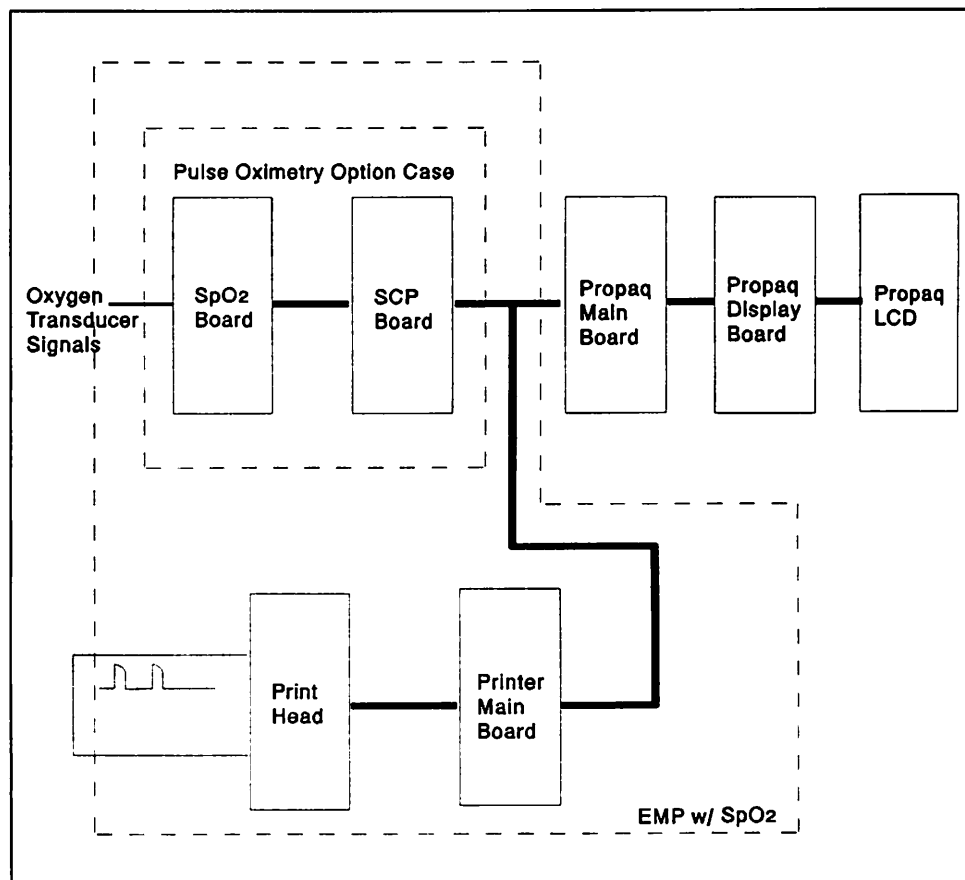 Pulse Oximetry Option Case
Oxygen
Transducer
Signals
SpO2
Board
SCP
Board
Propaq
Main
Board
Propaq
Display
Board
Propaq
LCD
Print
Head
Printer
Main
Board
EMP w/ SpO2